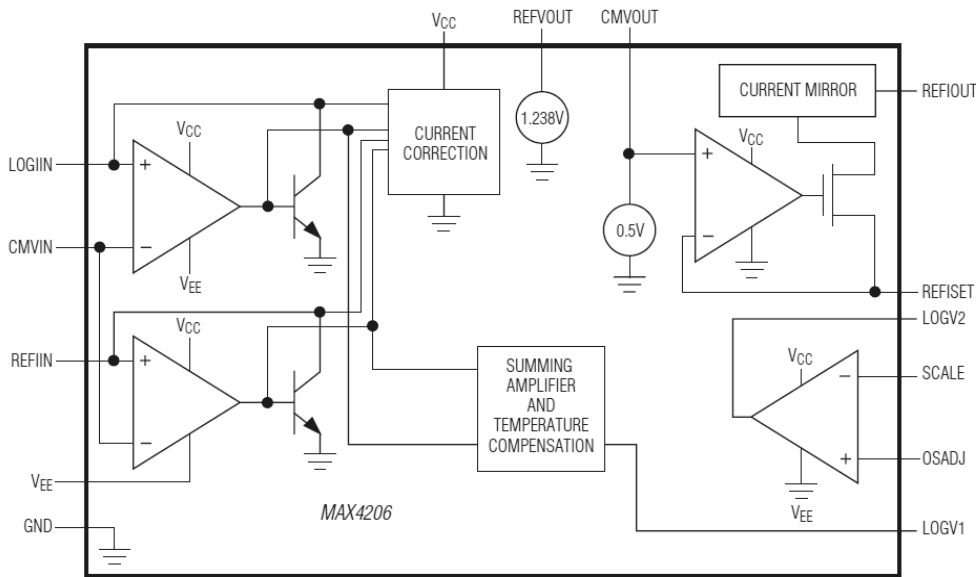 VCC
REFVOUT
CMVOUT
CURRENT MIRROR
REFIOUT
1.238V
CURRENT
CORRECTION
VCC
LOGIIN
+
VCC
+
CMVIN
−
0.5V
−
VEE
REFISET
LOGV2
VCC
REFIIN
+
SUMMING
AMPLIFIER
AND
TEMPERATURE
COMPENSATION
VCC
−
SCALE
−
+
OSADJ
VEE
VEE
MAX4206
GND
LOGV1